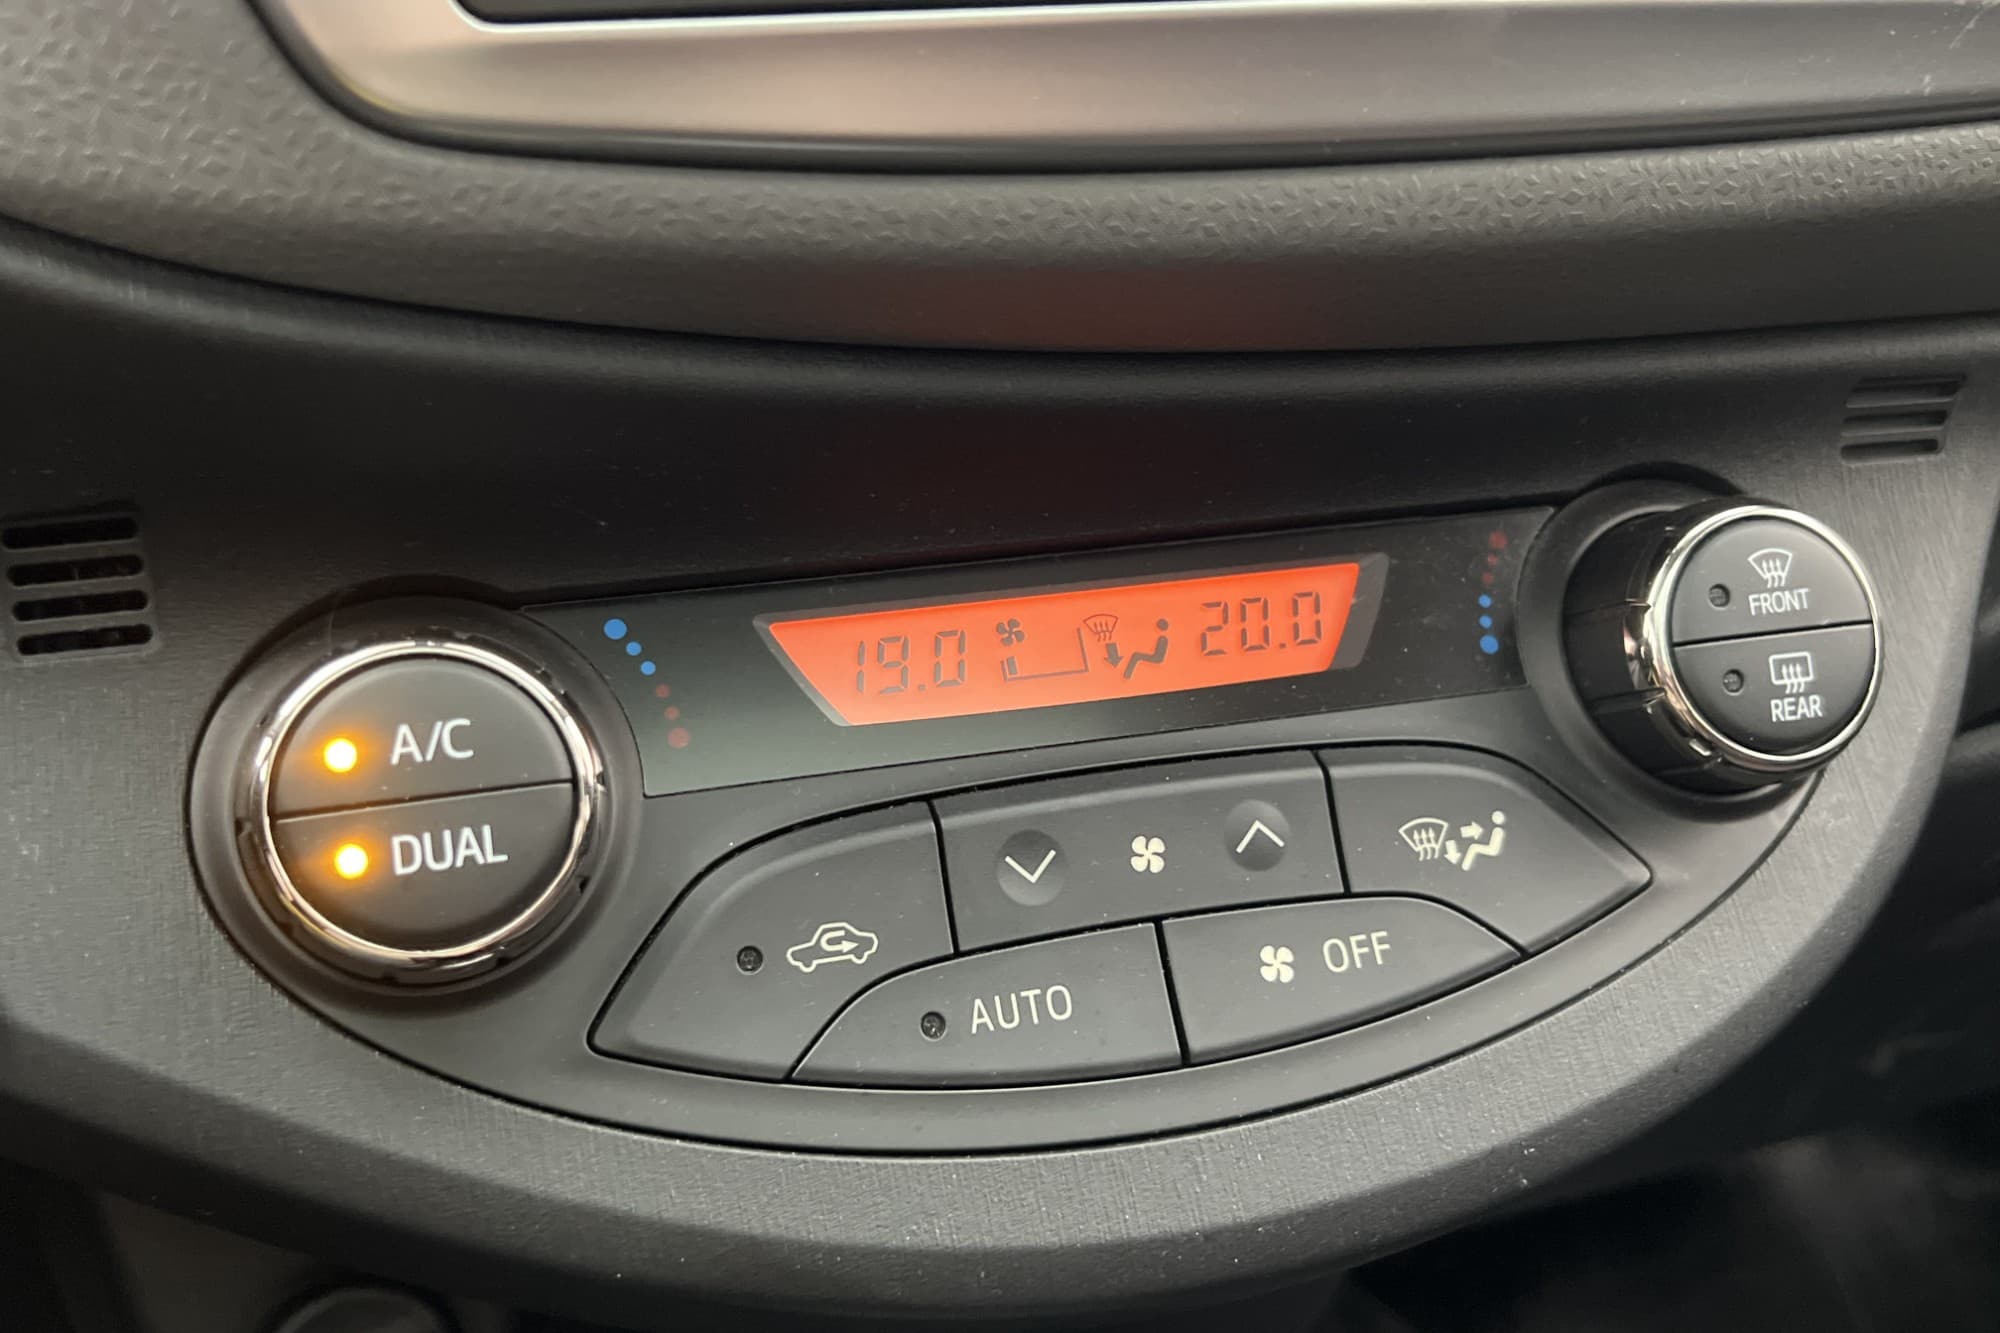 19.0 20.0
FRONT
REAR
A/C
DUAL
AUTO
OFF